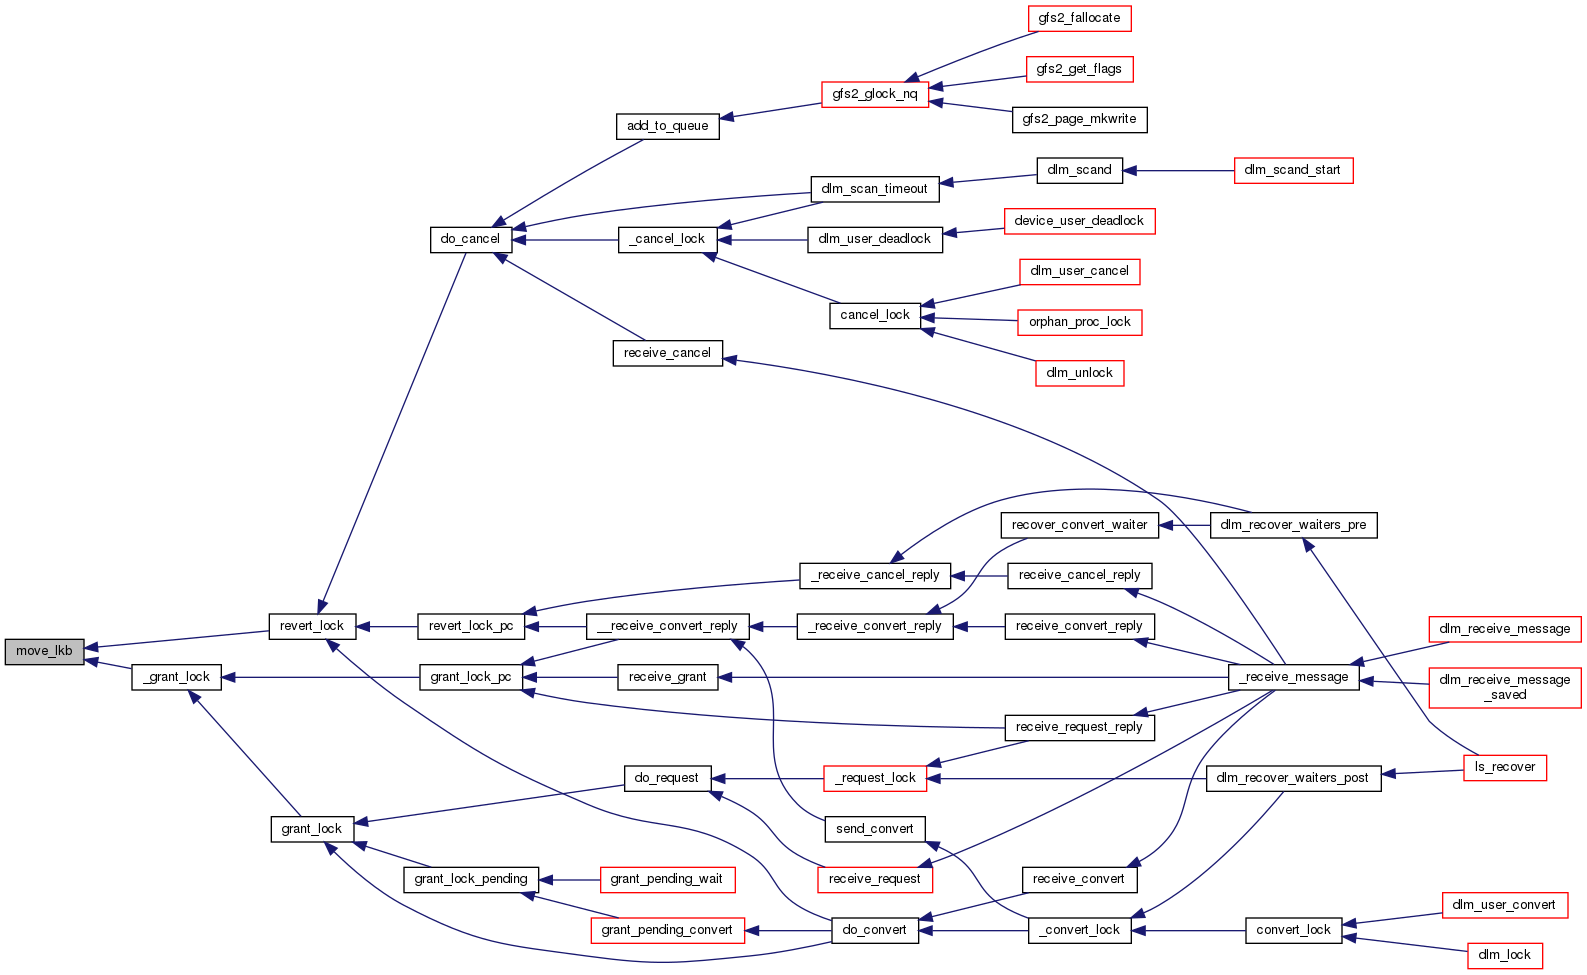 gfs2_fallocate
gfs2_get_flags
gfs2_glock_nq
gfs2_page_mkwrite
add_to_queue
dlm_scand
dlm_scand_start
dlm_scan_timeout
device_user_deadlock
do_cancel
_cancel_lock
dlm_user_deadlock
dlm_user_cancel
cancel_lock
orphan_proc_lock
receive_cancel
dlm_unlock
recover_convert_waiter
dlm_recover_waiters_pre
_receive_cancel_reply
receive_cancel_reply
revert_lock
revert_lock_pc
__receive_convert_reply
_receive_convert_reply
receive_convert_reply
dlm_receive_message
move_lkb
_grant_lock
grant_lock_pc
receive_grant
_receive_message
dlm_receive_message
_saved
receive_request_reply
do_request
_request_lock
dlm_recover_waiters_post
ls_recover
grant_lock
send_convert
grant_lock_pending
grant_pending_wait
receive_request
receive_convert
dlm_user_convert
grant_pending_convert
do_convert
_convert_lock
convert_lock
dlm_lock